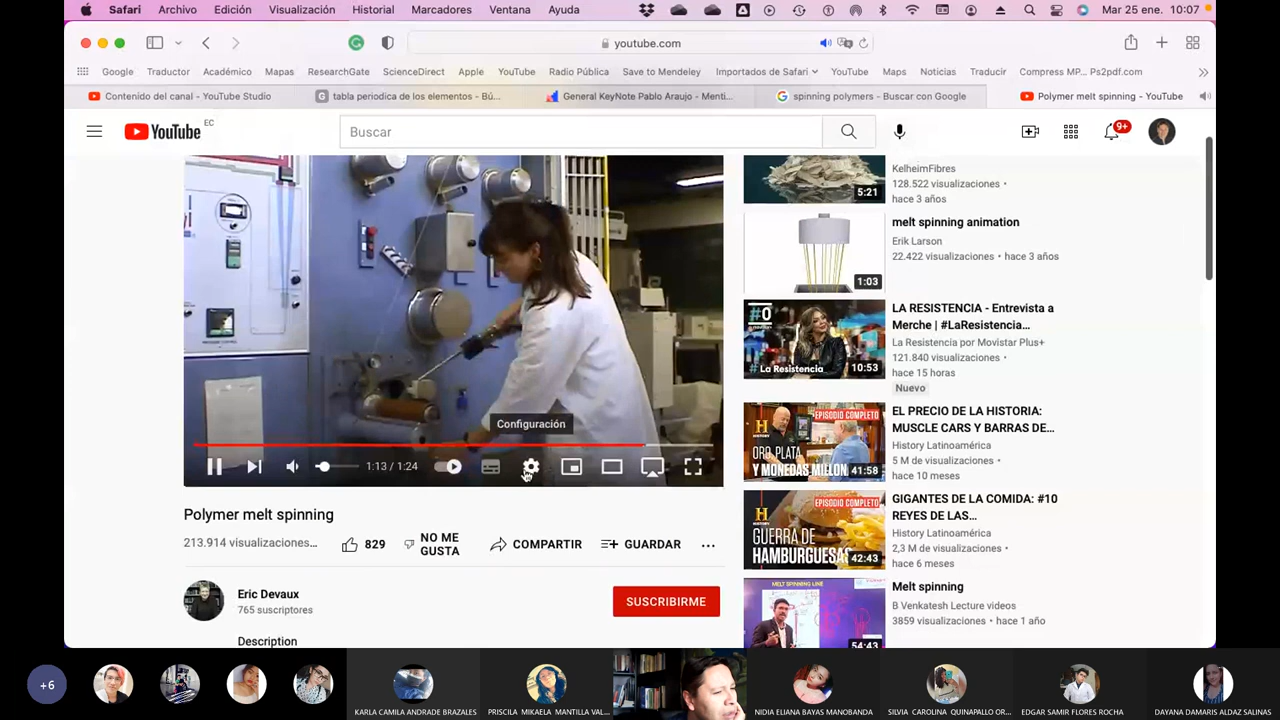 Safari Archivo Edición Visualización Historial Marcadores Ventana Ayuda Mar 25 ene. 10:07
youtube.com
Google Traductor Académico Mapas ResearchGate ScienceDirect Apple YouTube Radio Pública Save to Mendeley Importados de Safari YouTube Maps Noticias Traducir Compress MP... Ps2pdf.com
Contenido del canal - YouTube Studio tabla periodica de los elementos - Bú... General KeyNote Pablo Araujo - Menti... spinning polymers - Buscar con Google Polymer melt spinning - YouTube
YouTube EC
Buscar
9+
KelheimFibres
128.522 visualizaciones •
hace 3 años
5:21
melt spinning animation
Erik Larson
22.422 visualizaciones • hace 3 años
1:03
#0
La Resistencia
10:53
LA RESISTENCIA - Entrevista a
Merche | #LaResistencia...
La Resistencia por Movistar Plus+
121.840 visualizaciones •
hace 15 horas
Nuevo
EPISODIO COMPLETO
H
ORO, PLATA
Y MONEDAS MILLON
41:58
EL PRECIO DE LA HISTORIA:
MUSCLE CARS Y BARRAS DE...
History Latinoamérica
5 M de visualizaciones •
hace 10 meses
EPISODIO COMPLETO
H
GUERRA DE
HAMBURGUESAS
42:43
GIGANTES DE LA COMIDA: #10
REYES DE LAS...
History Latinoamérica
2,3 M de visualizaciones •
hace 6 meses
MELT SPINNING LINE
54:43
Melt spinning
B Venkatesh Lecture videos
3859 visualizaciones • hace 1 año
Configuración
1:13 / 1:24
Polymer melt spinning
213.914 visualizaciones...
829
NO ME
GUSTA
COMPARTIR
GUARDAR
...
Eric Devaux
765 suscriptores
SUSCRIBIRME
Description
+6
KARLA CAMILA ANDRADE BRAZALES
PRISCILA MIKAELA MANTILLA VAL...
NIDIA ELIANA BAYAS MANOBANDA
SILVIA CAROLINA QUINAPALLO OR...
EDGAR SAMIR FLORES ROCHA
DAYANA DAMARIS ALDAZ SALINAS